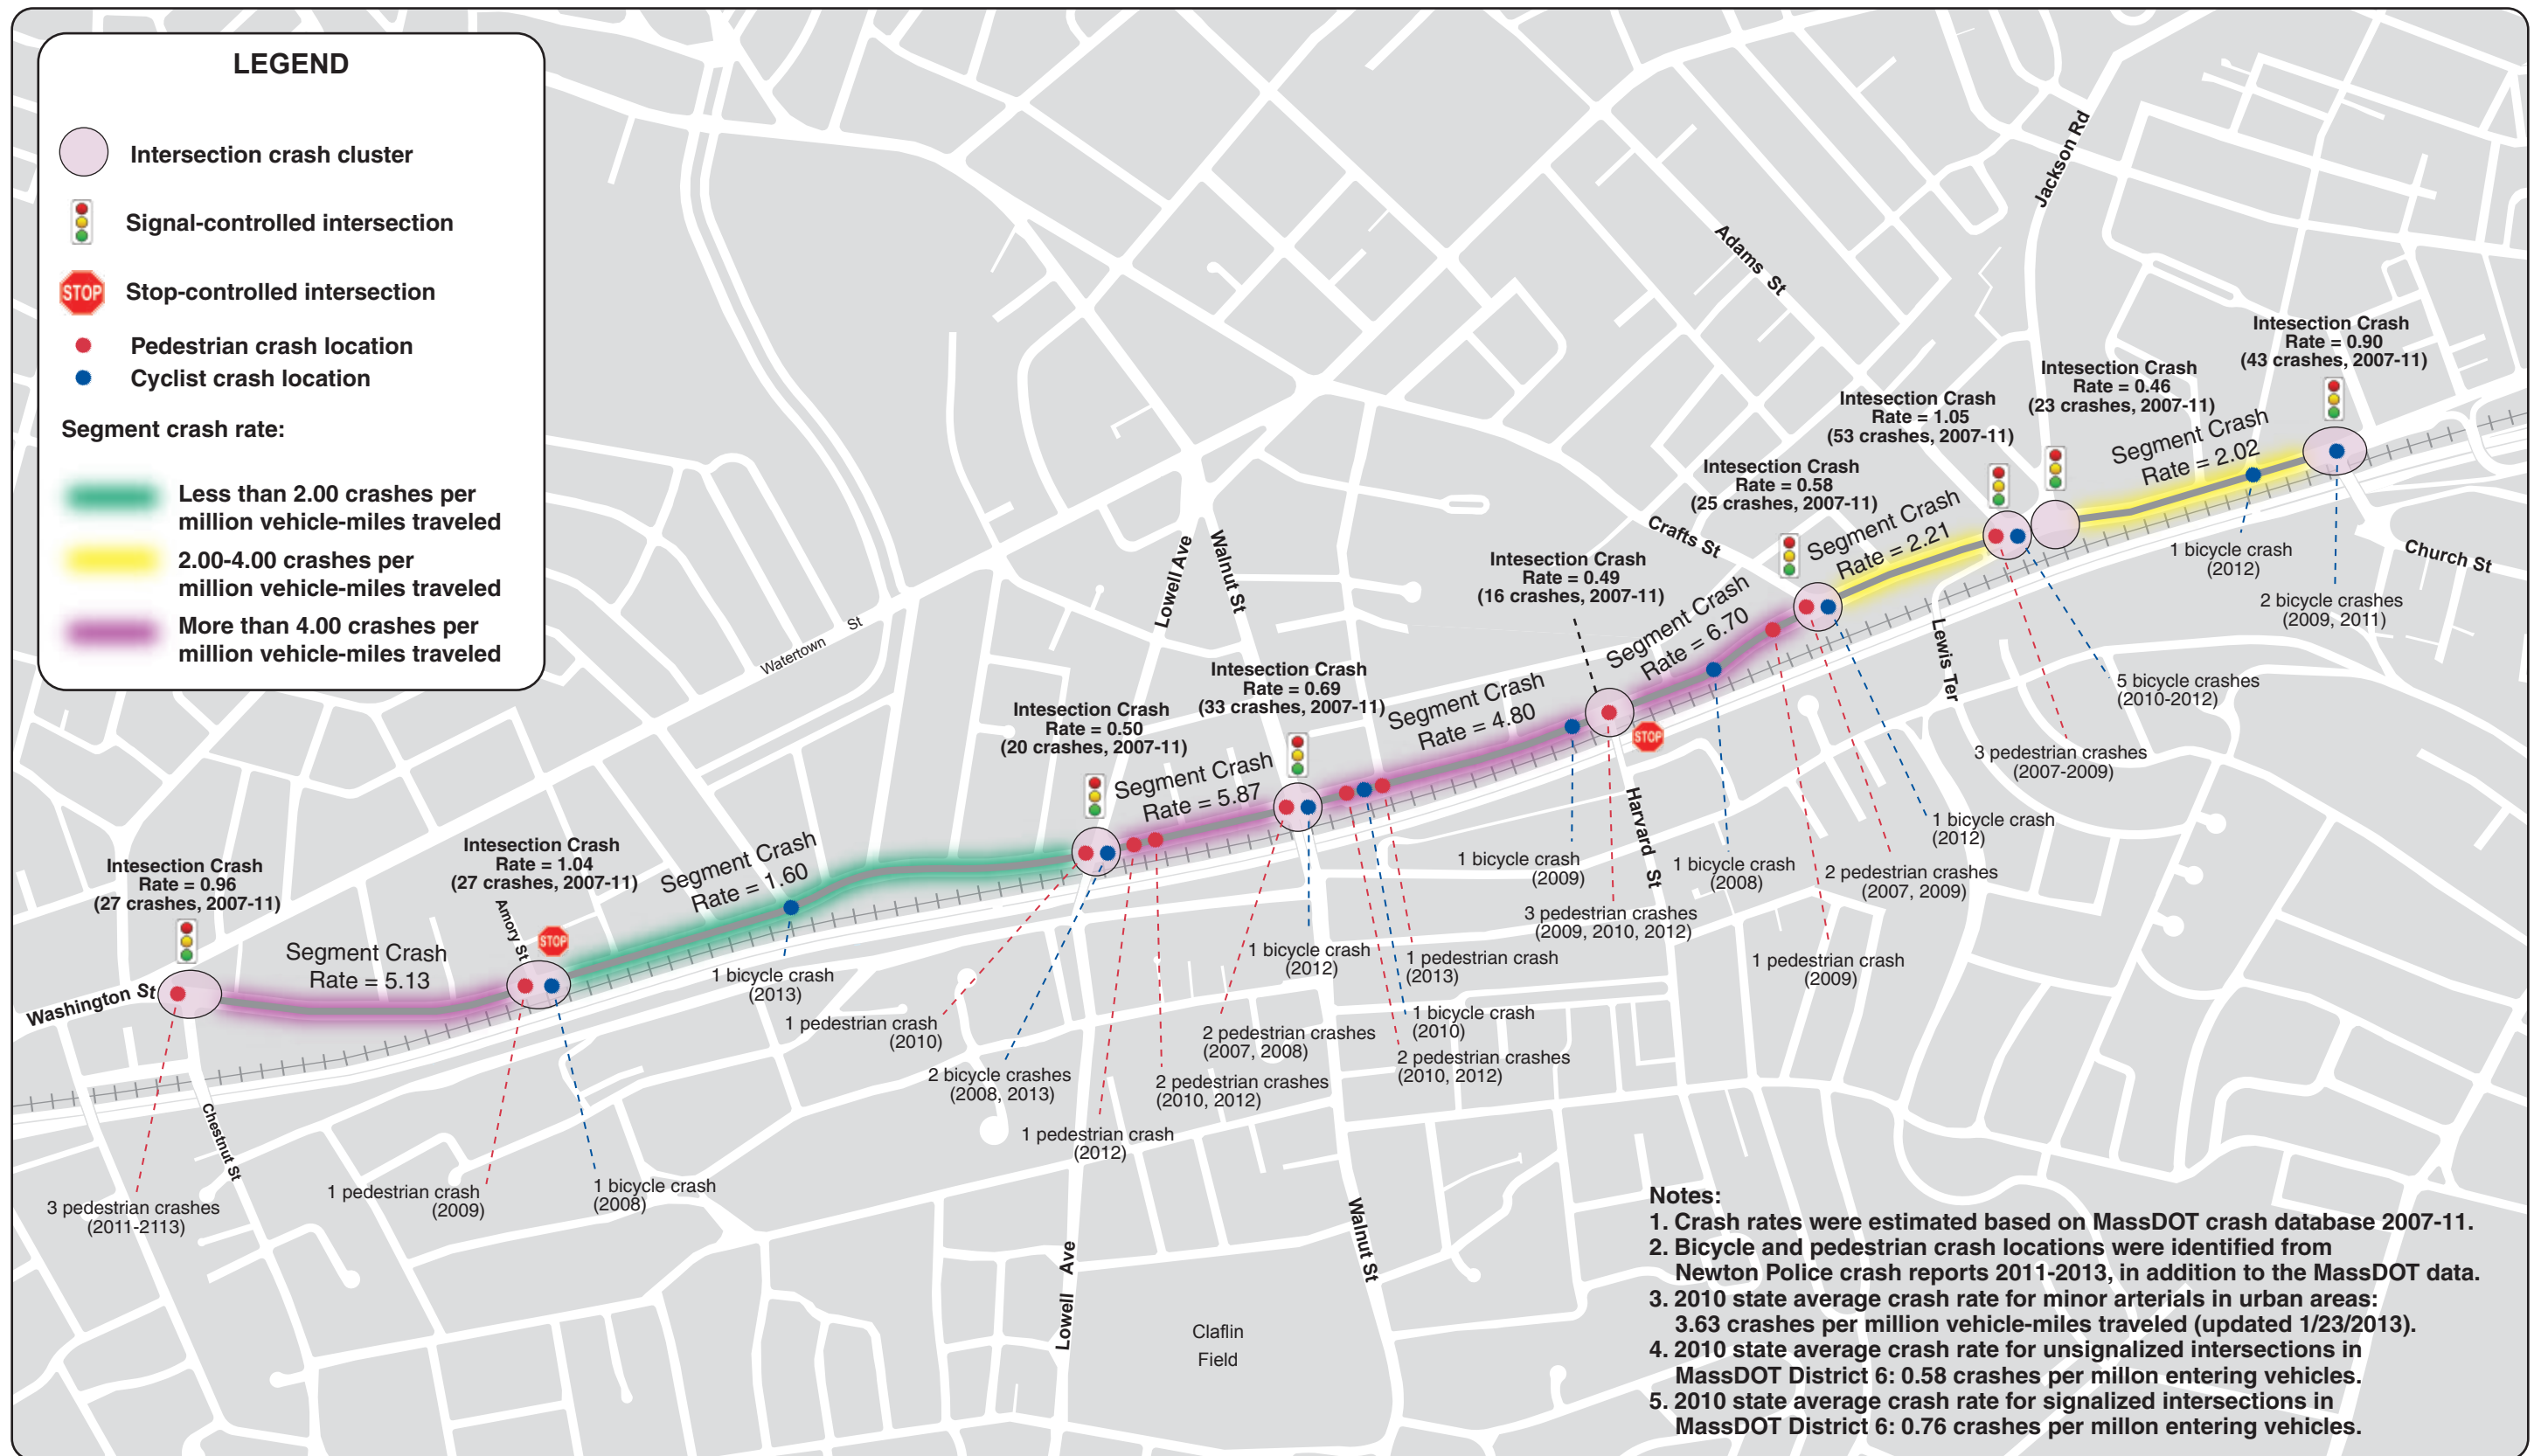 LEGEND
Intersection crash cluster
Signal-controlled intersection
STOP
Stop-controlled intersection
Pedestrian crash location
Cyclist crash location
Segment crash rate:
Less than 2.00 crashes per
million vehicle-miles traveled
2.00-4.00 crashes per
million vehicle-miles traveled
More than 4.00 crashes per
million vehicle-miles traveled
Jackson Rd
Adams St
Intesection Crash
Rate = 0.90
(43 crashes, 2007-11)
Intesection Crash
Rate = 0.46
(23 crashes, 2007-11)
Intesection Crash
Rate = 1.05
(53 crashes, 2007-11)
Segment Crash
Rate = 2.02
Intesection Crash
Rate = 0.58
(25 crashes, 2007-11)
Segment Crash
Rate = 2.21
Crafts St
Church St
1 bicycle crash
(2012)
2 bicycle crashes
(2009, 2011)
Lowell Ave
Walnut St
Watertown St
Intesection Crash
Rate = 0.49
(16 crashes, 2007-11)
Segment Crash
Rate = 6.70
Lewis Ter
5 bicycle crashes
(2010-2012)
3 pedestrian crashes
(2007-2009)
Intesection Crash
Rate = 0.69
(33 crashes, 2007-11)
Segment Crash
Rate = 4.80
STOP
Intesection Crash
Rate = 0.50
(20 crashes, 2007-11)
Segment Crash
Rate = 5.87
Harvard St
1 bicycle crash
(2012)
2 pedestrian crashes
(2007, 2009)
1 bicycle crash
(2008)
1 bicycle crash
(2009)
3 pedestrian crashes
(2009, 2010, 2012)
1 pedestrian crash
(2009)
Intesection Crash
Rate = 0.96
(27 crashes, 2007-11)
Intesection Crash
Rate = 1.04
(27 crashes, 2007-11)
Segment Crash
Rate = 1.60
Amory St
STOP
Segment Crash
Rate = 5.13
Washington St
1 bicycle crash
(2013)
1 pedestrian crash
(2010)
2 bicycle crashes
(2008, 2013)
1 pedestrian crash
(2012)
2 pedestrian crashes
(2010, 2012)
2 pedestrian crashes
(2007, 2008)
1 bicycle crash
(2012)
1 pedestrian crash
(2013)
1 bicycle crash
(2010)
2 pedestrian crashes
(2010, 2012)
Chestnut St
3 pedestrian crashes
(2011-2113)
1 pedestrian crash
(2009)
1 bicycle crash
(2008)
Lowell Ave
Walnut St
Claflin
Field
Notes:
1. Crash rates were estimated based on MassDOT crash database 2007-11.
2. Bicycle and pedestrian crash locations were identified from
Newton Police crash reports 2011-2013, in addition to the MassDOT data.
3. 2010 state average crash rate for minor arterials in urban areas:
3.63 crashes per million vehicle-miles traveled (updated 1/23/2013).
4. 2010 state average crash rate for unsignalized intersections in
MassDOT District 6: 0.58 crashes per millon entering vehicles.
5. 2010 state average crash rate for signalized intersections in
MassDOT District 6: 0.76 crashes per millon entering vehicles.